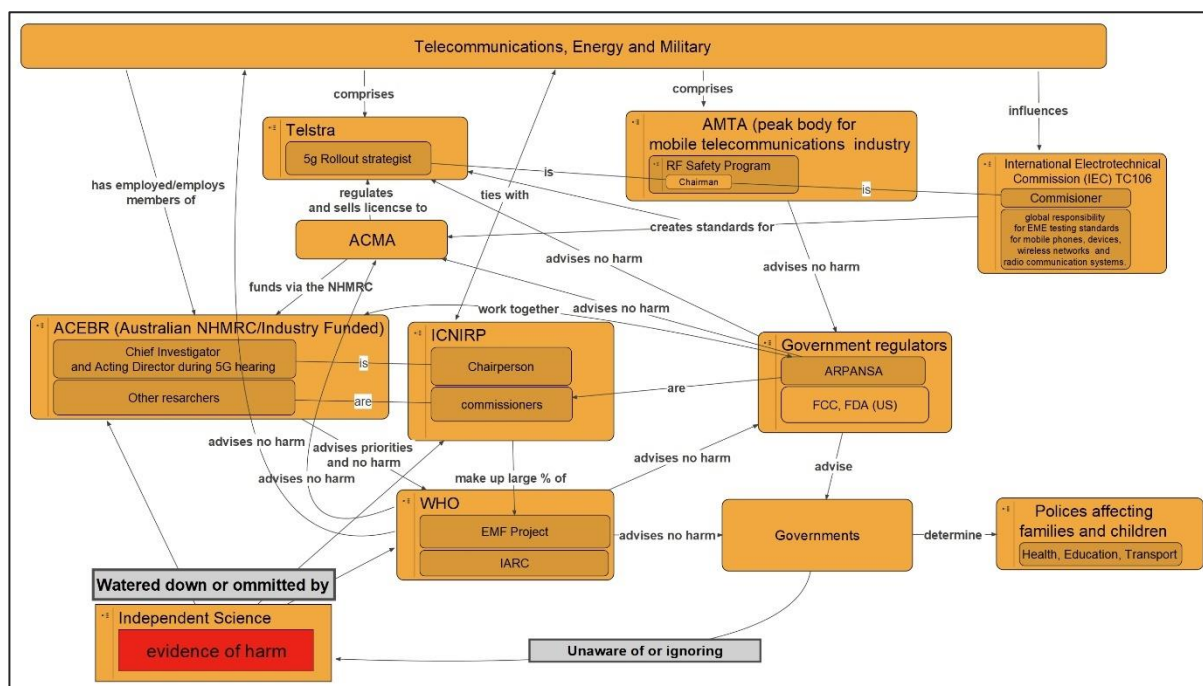 Telecommunications, Energy and Military
comprises
comprises
influences
Telstra
5g Rollout strategist
AMTA (peak body for
mobile telecommunications industry
RF Safety Program
Chairman
is
is
International Electrotechnical
Commission (IEC) TC106
Commisioner
global responsibility
for EME testing standards
for mobile phones, devices,
wireless networks and
radio communication systems.
has employed/employs
members of
regulates
and sells licencse to
ties with
ACMA
creates standards for
advises no harm
advises no harm
funds via the NHMRC
work together
advises no harm
ACEBR (Australian NHMRC/Industry Funded)
Chief Investigator
and Acting Director during 5G hearing
Other resarchers
is
are
ICNIRP
Chairperson
commissioners
are
Government regulators
ARPANSA
FCC, FDA (US)
advises no harm
advises priorities
and no harm
advises no harm
make up large % of
advises no harm
advise
WHO
EMF Project
IARC
advises no harm
Governments
determine
Polices affecting
families and children
Health, Education, Transport
Watered down or ommitted by
Independent Science
evidence of harm
Unaware of or ignoring